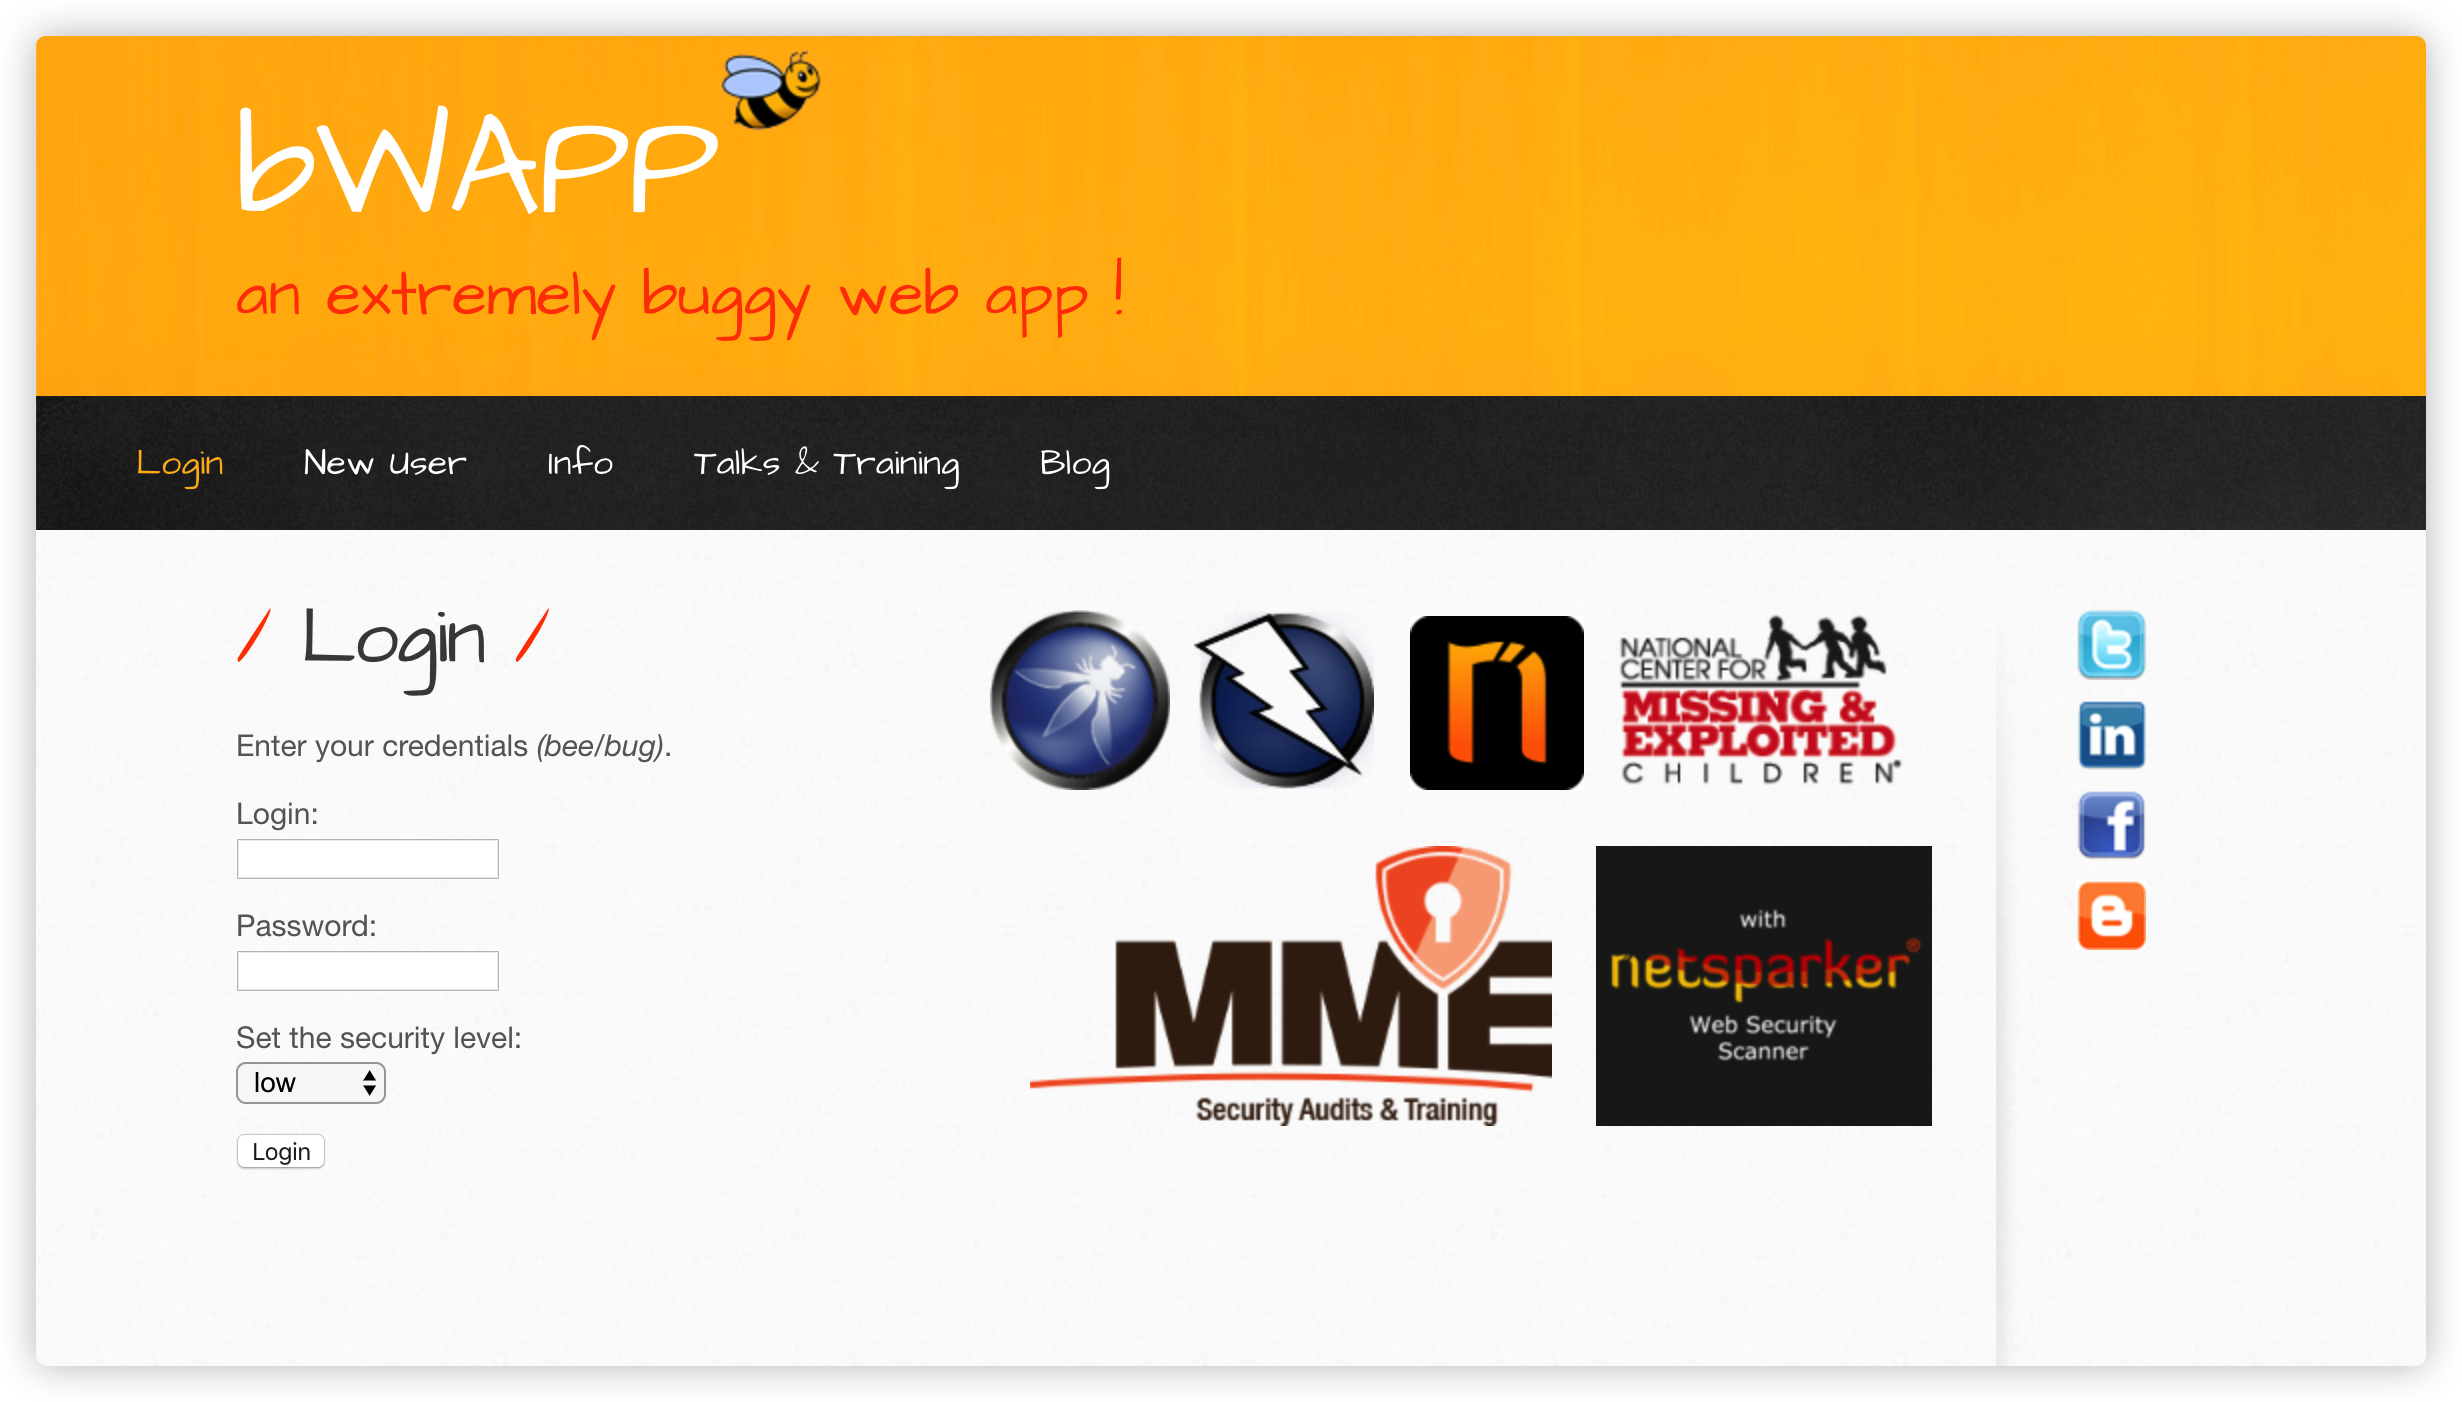 bWAPP
an extremely buggy web app !
Login
New User
Info
Talks & Training
Blog
/ Login /
Enter your credentials (bee/bug).
Login:
Password:
Set the security level:
low
Login
NATIONAL
CENTER FOR
MISSING &
EXPLOITED
CHILDREN®
MME
Security Audits & Training
with
netsparker®
Web Security
Scanner